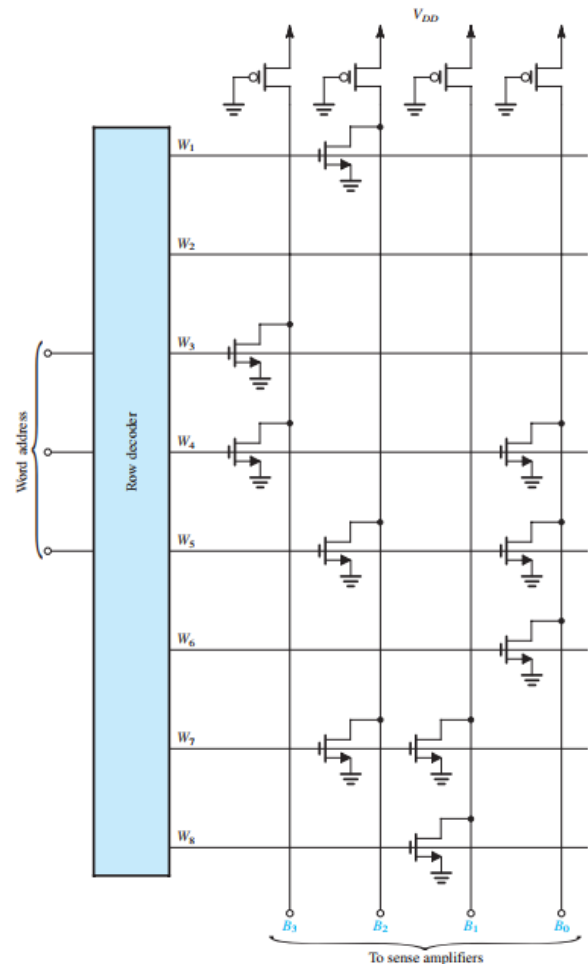 V_DD
W_1
W_2
W_3
W_4
W_5
W_6
W_7
W_8
Word address
Row decoder
B_3 B_2 B_1 B_0
To sense amplifiers